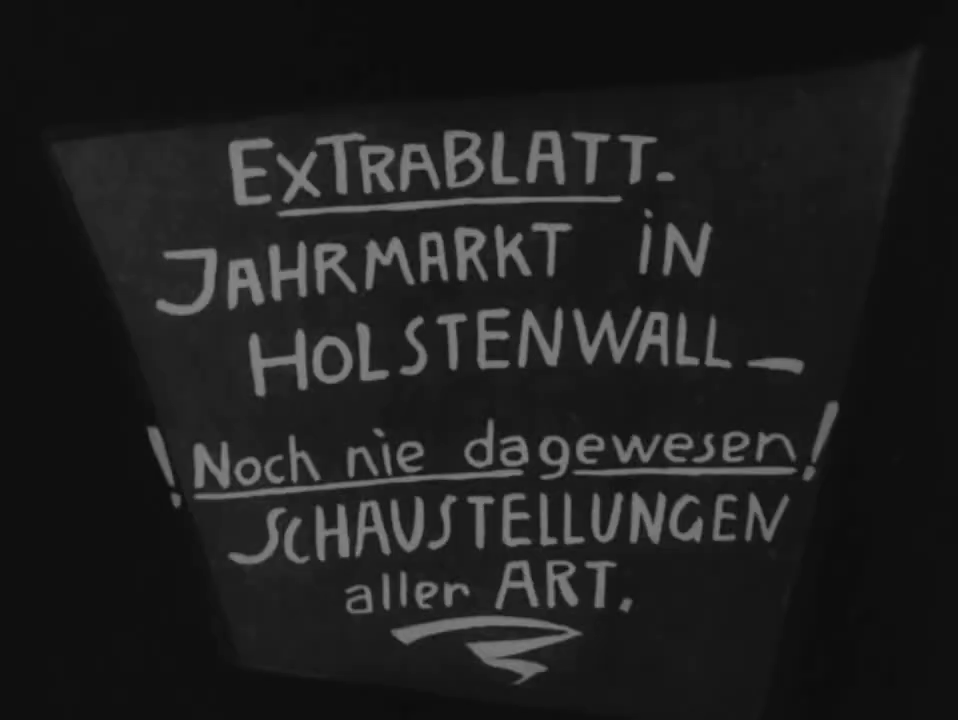 EXTRABLATT.
JAHRMARKT iN
HOLSTENWALL _
! Noch nie dagewesen !
SCHAUSTELLUNGEN
aller ART.